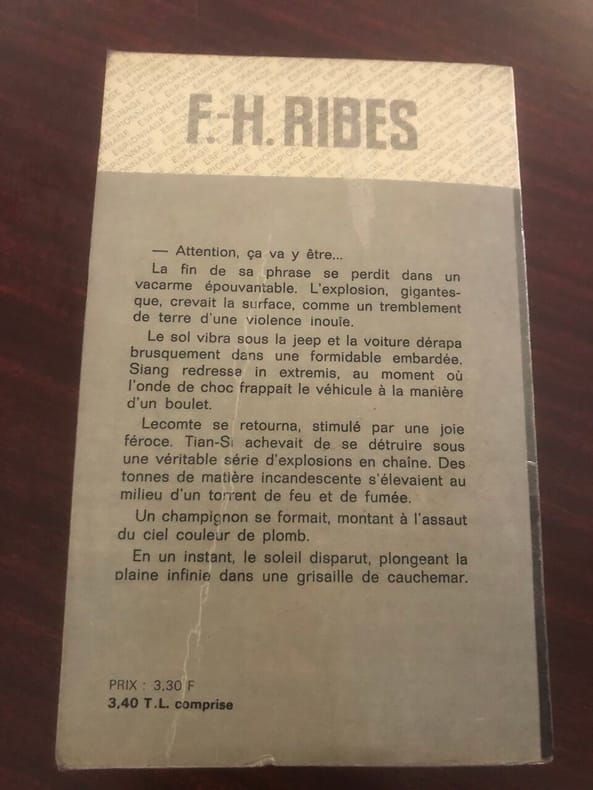 F.-H. RIBES
— Attention, ça va y être...
La fin de sa phrase se perdit dans un
vacarme épouvantable. L'explosion, gigantes-
que, crevait la surface, comme un tremblement
de terre d'une violence inouïe.
Le sol vibra sous la jeep et la voiture dérapa
brusquement dans une formidable embardée.
Siang redressa in extremis, au moment où
l'onde de choc frappait le véhicule à la manière
d'un boulet.
Lecomte se retourna, stimulé par une joie
féroce. Tian-Si achevait de se détruire sous
une véritable série d'explosions en chaîne. Des
tonnes de matière incandescente s'élevaient au
milieu d'un torrent de feu et de fumée.
Un champignon se formait, montant à l'assaut
du ciel couleur de plomb.
En un instant, le soleil disparut, plongeant la
plaine infinie dans une grisaille de cauchemar.
PRIX : 3,30 F
3,40 T.L. comprise